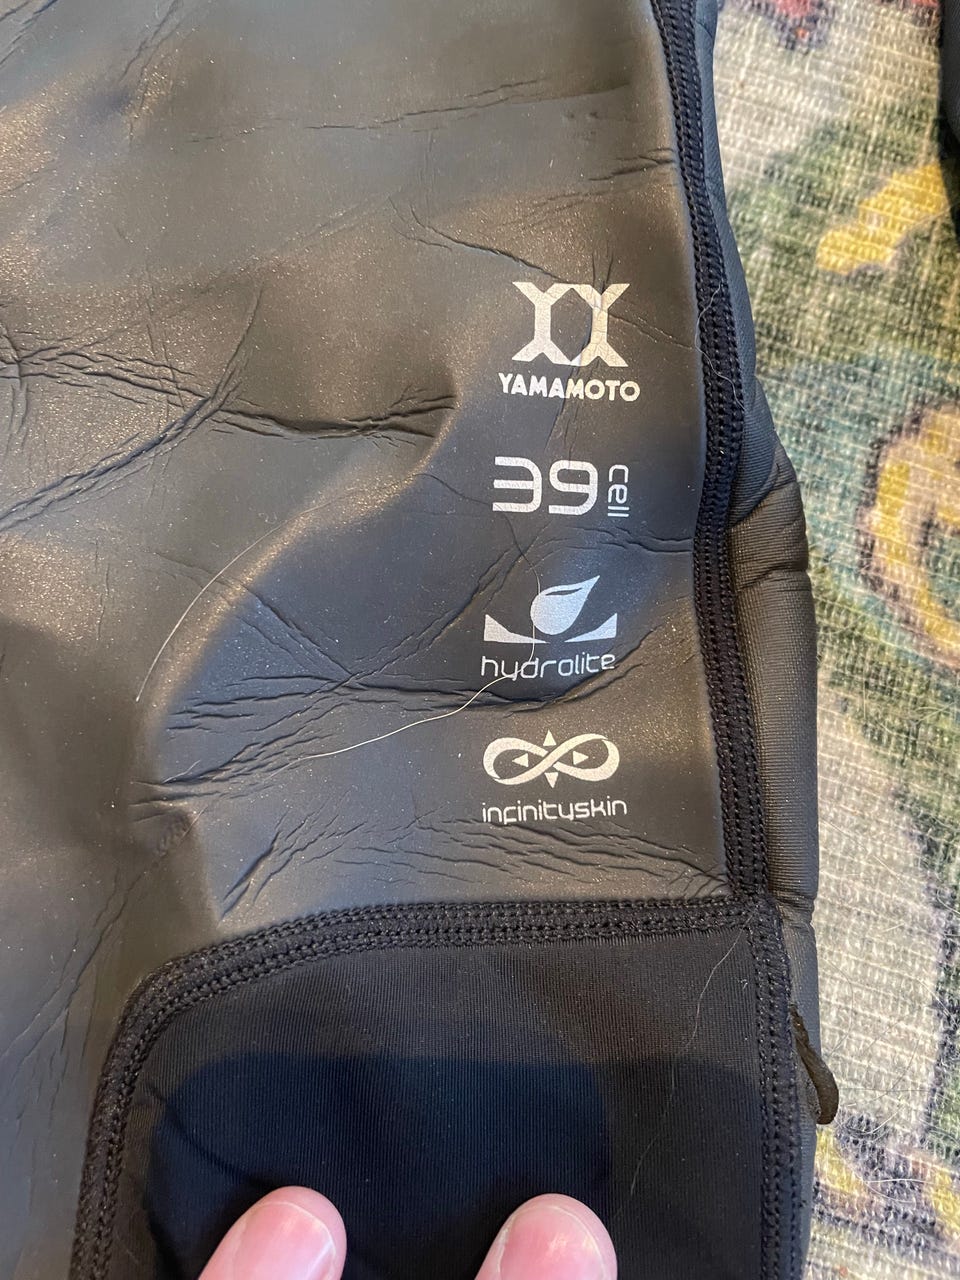 YAMAMOTO
39 cell
hydrolite
infinityskin